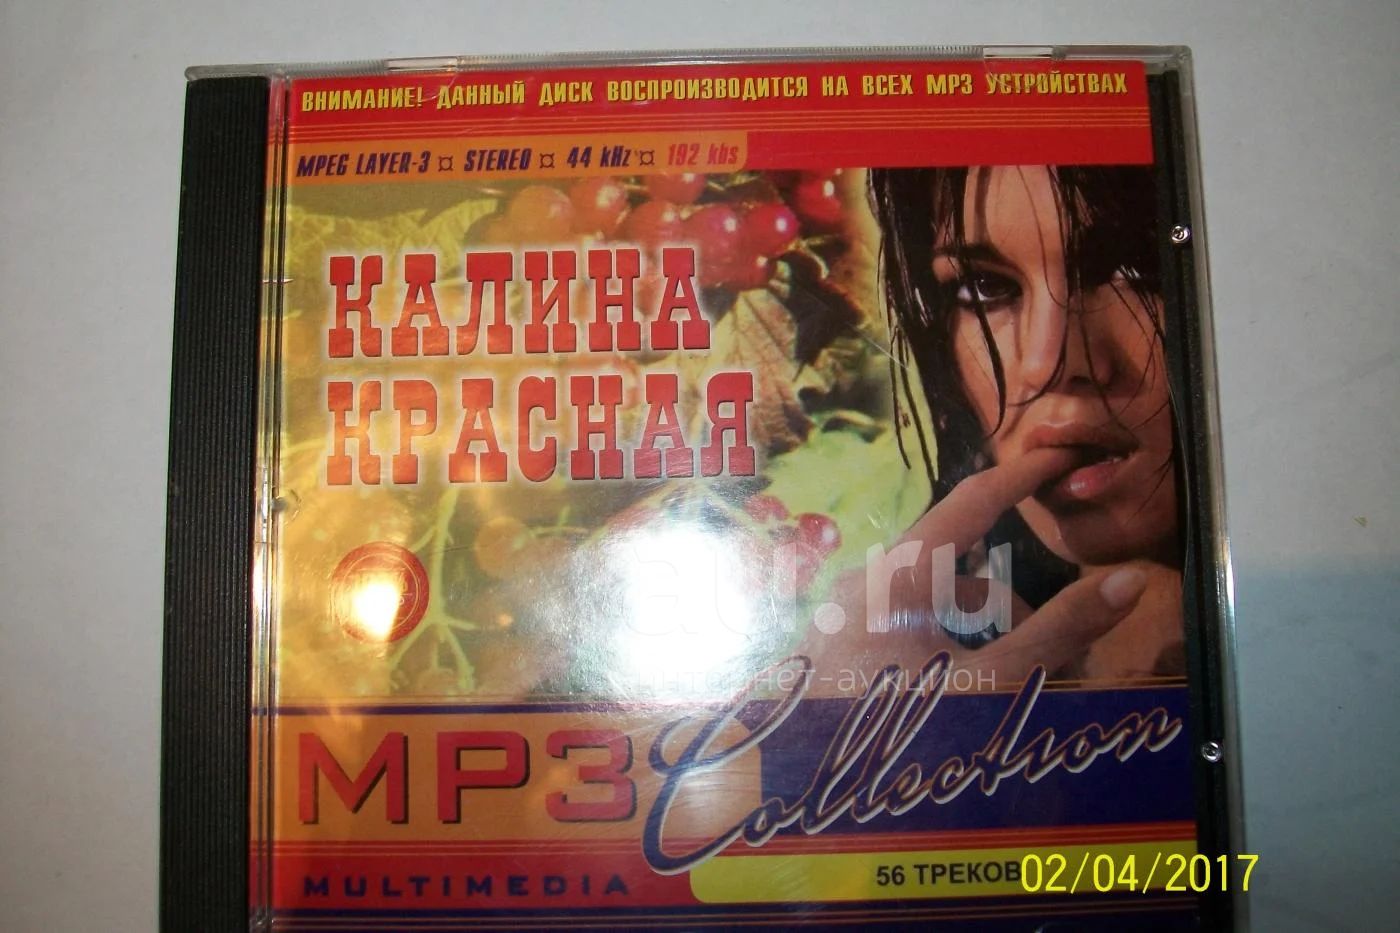 ВНИМАНИЕ! ДАННЫЙ ДИСК ВОСПРОИЗВОДИТСЯ НА ВСЕХ MP3 УСТРОЙСТВАХ
MPEG LAYER-3 ¤ STEREO ¤ 44 kHz ¤ 192 kbs
КАЛИНА
КРАСНАЯ
au.ru
интернет-аукцион
MP3 Collection
MULTIMEDIA
56 ТРЕКОВ
02/04/2017